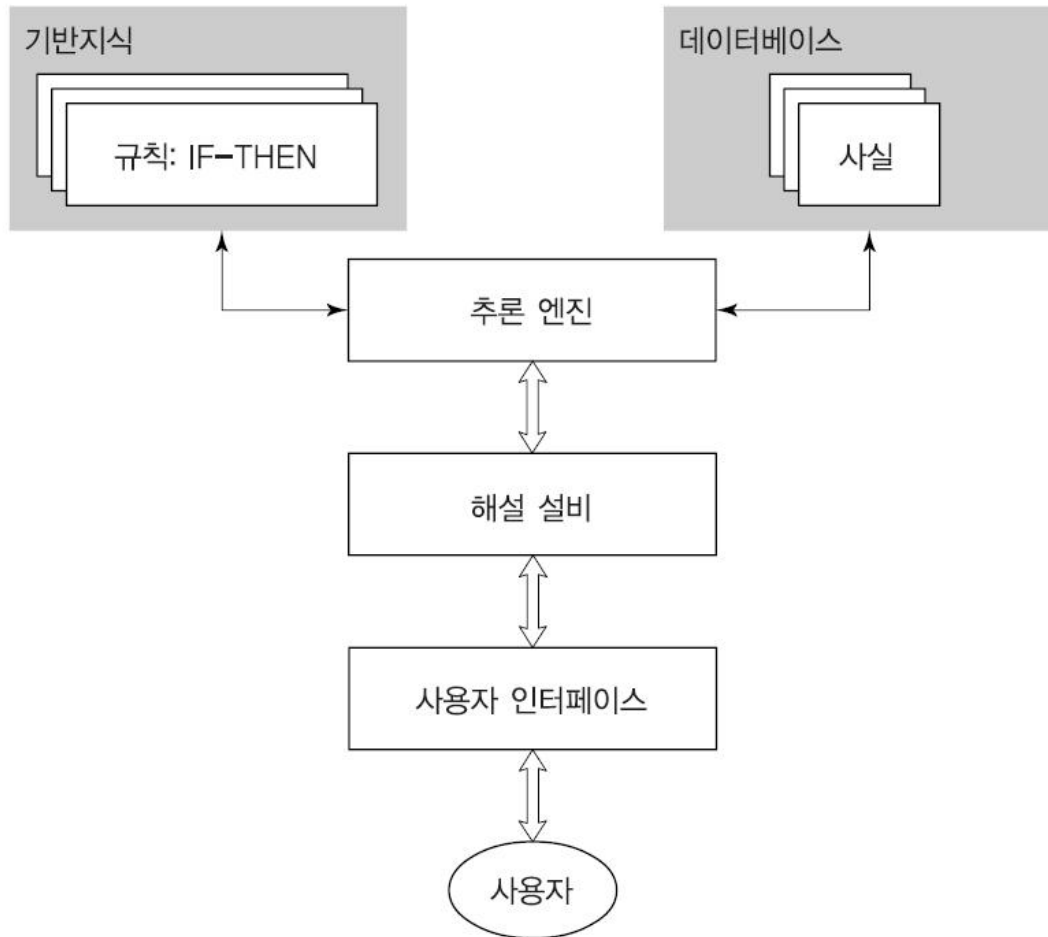 기반지식
규칙: IF-THEN
데이터베이스
사실
추론 엔진
해설 설비
사용자 인터페이스
사용자